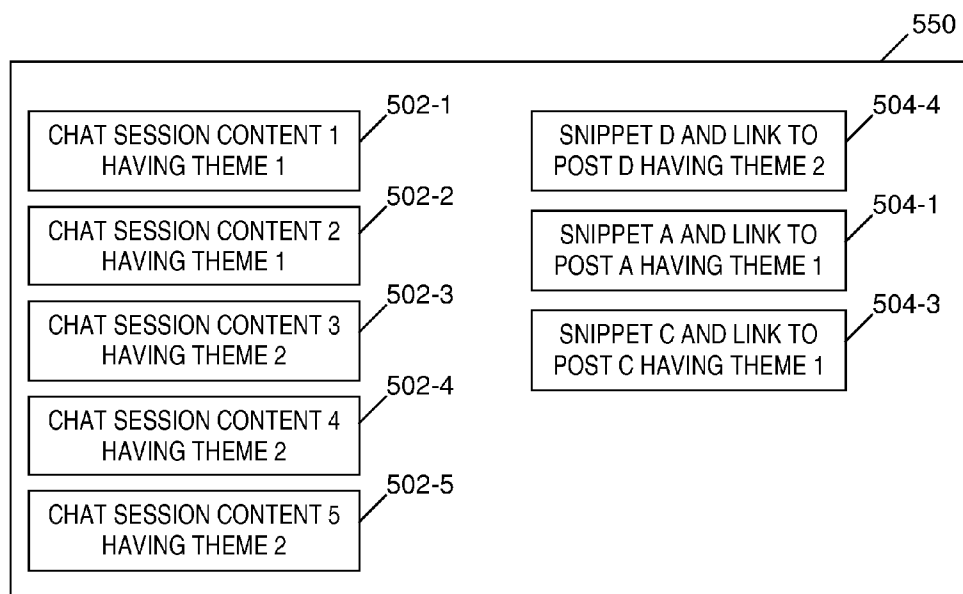 550
502-1
CHAT SESSION CONTENT 1
HAVING THEME 1
502-2
CHAT SESSION CONTENT 2
HAVING THEME 1
502-3
CHAT SESSION CONTENT 3
HAVING THEME 2
502-4
CHAT SESSION CONTENT 4
HAVING THEME 2
502-5
CHAT SESSION CONTENT 5
HAVING THEME 2
504-4
SNIPPET D AND LINK TO
POST D HAVING THEME 2
504-1
SNIPPET A AND LINK TO
POST A HAVING THEME 1
504-3
SNIPPET C AND LINK TO
POST C HAVING THEME 1